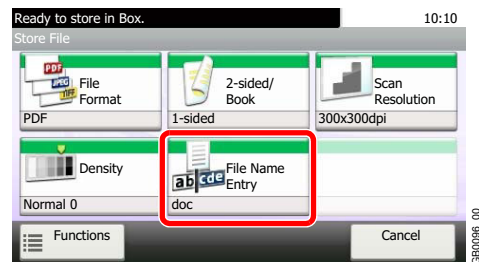 Ready to store in Box. 10:10
Store File
PDF
JPEG
TIFF
File
Format
PDF
2-sided/
Book
1-sided
Scan
Resolution
300x300dpi
Density
Normal 0
ab cde
File Name
Entry
doc
Functions
Cancel
GB0096_00